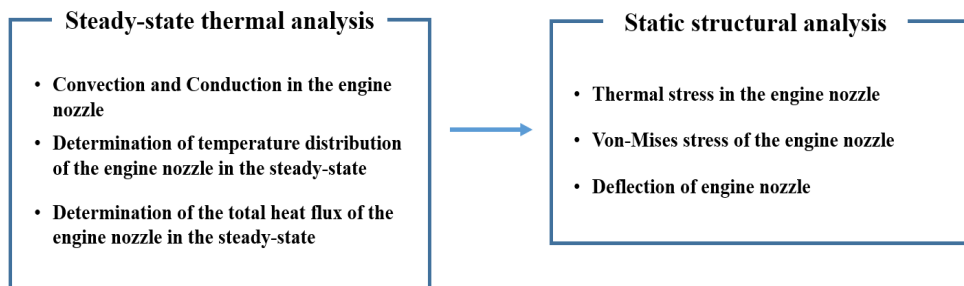 Steady-state thermal analysis
• Convection and Conduction in the engine
nozzle
• Determination of temperature distribution
of the engine nozzle in the steady-state
• Determination of the total heat flux of the
engine nozzle in the steady-state
Static structural analysis
• Thermal stress in the engine nozzle
• Von-Mises stress of the engine nozzle
• Deflection of engine nozzle